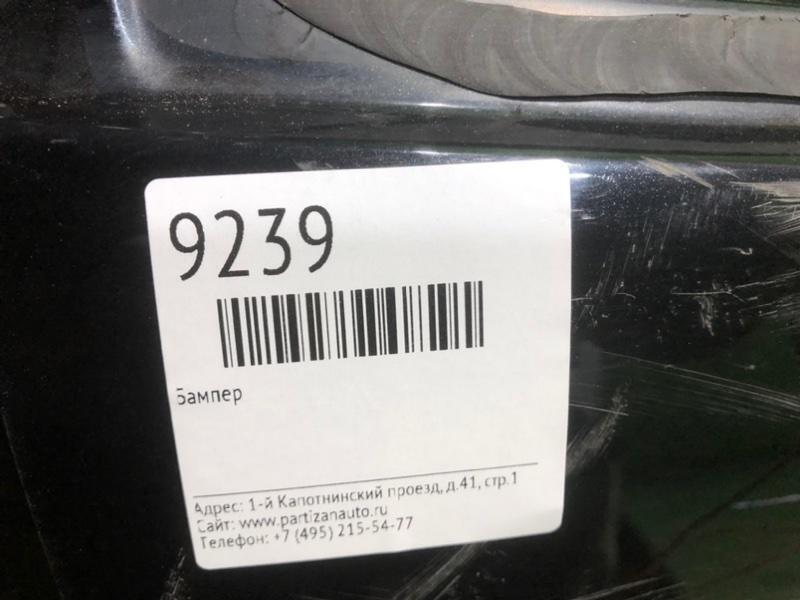 9239
Бампер
Адрес: 1-й Капотнинский проезд, д.41, стр.1
Сайт: www.partizanauto.ru
Телефон: +7 (495) 215-54-77